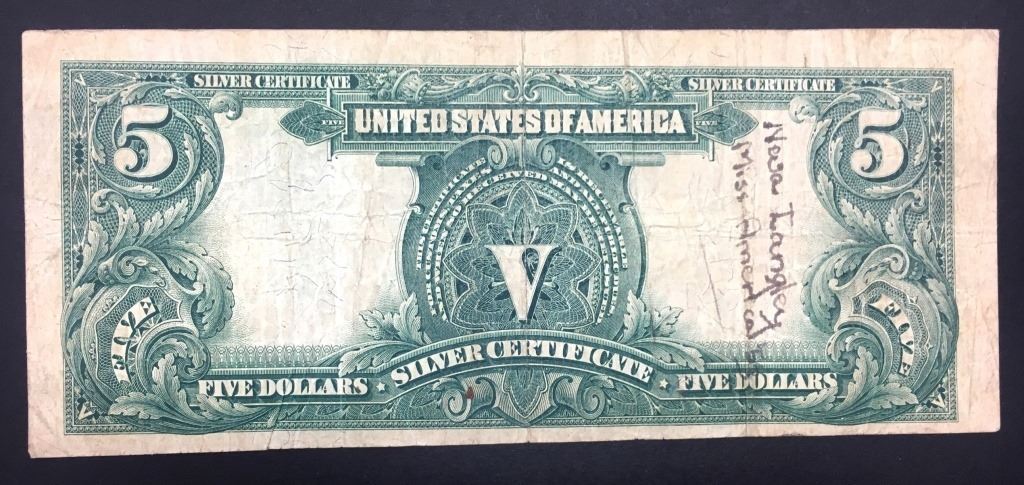 SILVER CERTIFICATE
SILVER CERTIFICATE
FIVE
UNITED STATES OF AMERICA
FIVE
5
5
V
Neva Langley
Miss America
FIVE
FIVE
SILVER CERTIFICATE
FIVE DOLLARS
FIVE DOLLARS